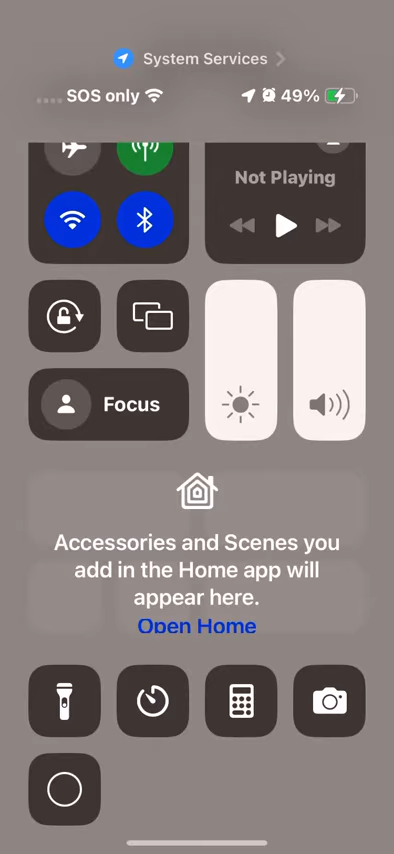 System Services
SOS only 49%
Not Playing
Focus
Accessories and Scenes you
add in the Home app will
appear here.
Open Home